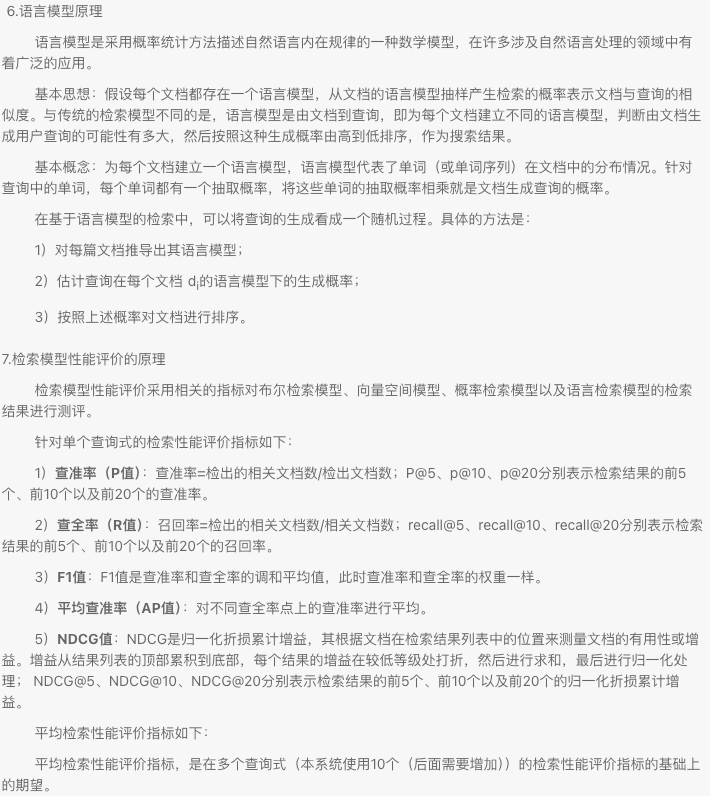 6.语言模型原理
语言模型是采用概率统计方法描述自然语言内在规律的一种数学模型，在许多涉及自然语言处理的领域中有
着广泛的应用。
基本思想：假设每个文档都存在一个语言模型，从文档的语言模型抽样产生检索的概率表示文档与查询的相
似度。与传统的检索模型不同的是，语言模型是由文档到查询，即为每个文档建立不同的语言模型，判断由文档生
成用户查询的可能性有多大，然后按照这种生成概率由高到低排序，作为搜索结果。
基本概念：为每个文档建立一个语言模型，语言模型代表了单词（或单词序列）在文档中的分布情况。针对
查询中的单词，每个单词都有一个抽取概率，将这些单词的抽取概率相乘就是文档生成查询的概率。
在基于语言模型的检索中，可以将查询的生成看成一个随机过程。具体的方法是：
1）对每篇文档推导出其语言模型；
2）估计查询在每个文档 di的语言模型下的生成概率；
3）按照上述概率对文档进行排序。
7.检索模型性能评价的原理
检索模型性能评价采用相关的指标对布尔检索模型、向量空间模型、概率检索模型以及语言检索模型的检索
结果进行测评。
针对单个查询式的检索性能评价指标如下：
1）查准率（P值）：查准率=检出的相关文档数/检出文档数；P@5、p@10、p@20分别表示检索结果的前5
个、前10个以及前20个的查准率。
2）查全率（R值）：召回率=检出的相关文档数/相关文档数；recall@5、recall@10、recall@20分别表示检索
结果的前5个、前10个以及前20个的召回率。
3）F1值：F1值是查准率和查全率的调和平均值，此时查准率和查全率的权重一样。
4）平均查准率（AP值）：对不同查全率点上的查准率进行平均。
5）NDCG值：NDCG是归一化折损累计增益，其根据文档在检索结果列表中的位置来测量文档的有用性或增
益。增益从结果列表的顶部累积到底部，每个结果的增益在较低等级处打折，然后进行求和，最后进行归一化处
理； NDCG@5、NDCG@10、NDCG@20分别表示检索结果的前5个、前10个以及前20个的归一化折损累计增
益。
平均检索性能评价指标如下：
平均检索性能评价指标，是在多个查询式（本系统使用10个（后面需要增加））的检索性能评价指标的基础上
的期望。